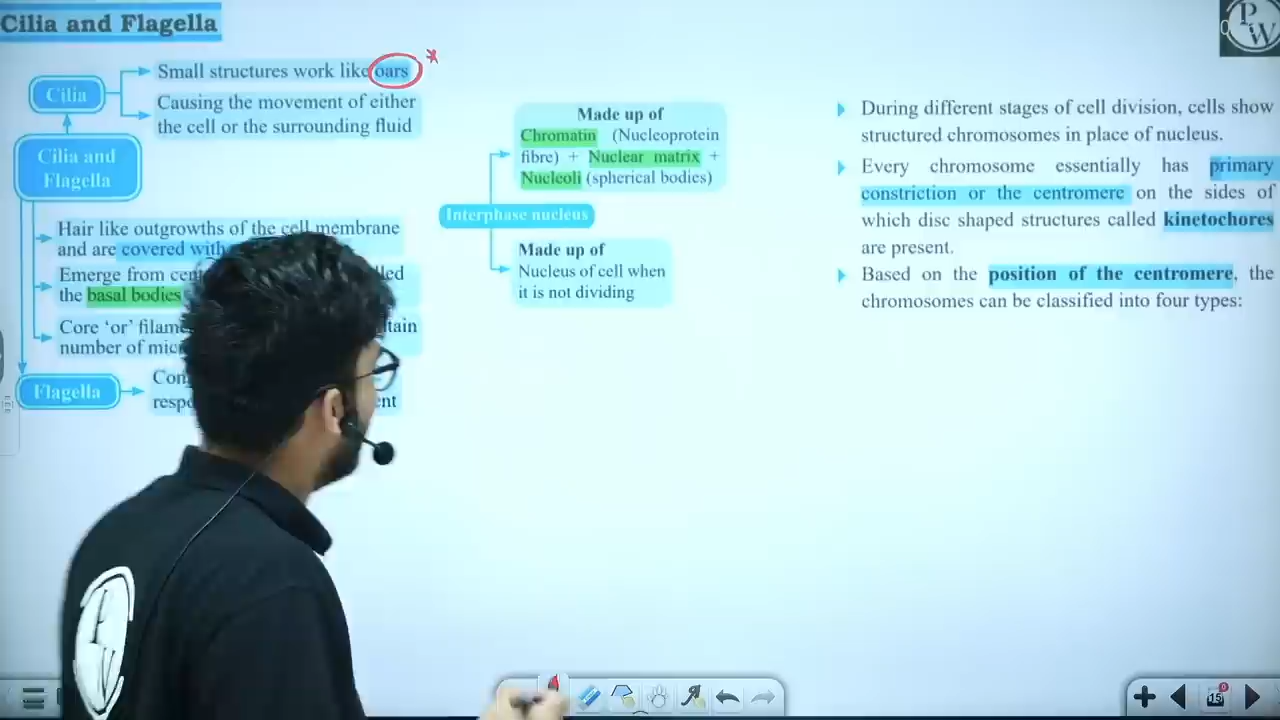 Cilia and Flagella
PW
Cilia
Small structures work like oars
Causing the movement of either
the cell or the surrounding fluid
Cilia and
Flagella
Hair like outgrowths of the cell membrane
and are covered with
Emerge from
the basal bodies
Core ‘or’
number of
Flagella
Made up of
Chromatin (Nucleoprotein
fibre) + Nuclear matrix +
Nucleoli (spherical bodies)
Interphase nucleus
Made up of
Nucleus of cell when
it is not dividing
During different stages of cell division, cells show
structured chromosomes in place of nucleus.
Every chromosome essentially has primary
constriction or the centromere on the sides of
which disc shaped structures called kinetochores
are present.
Based on the position of the centromere, the
chromosomes can be classified into four types:
PW
15